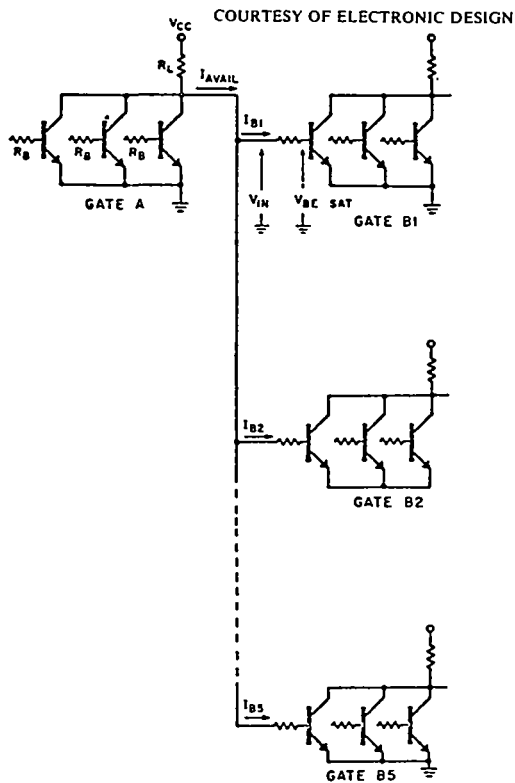 COURTESY OF ELECTRONIC DESIGN
VCC
RL
IAVAIL
IB1
RB
RB
RB
GATE A
VIN
VBE SAT
GATE B1
IB2
GATE B2
IB5
GATE B5